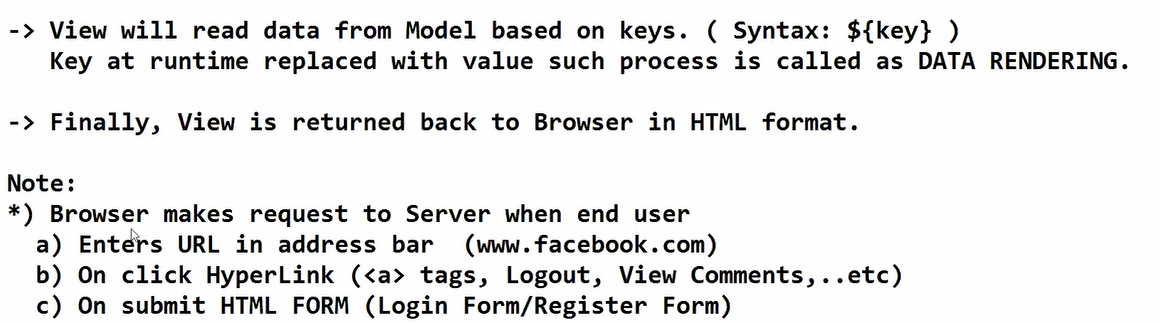 -> View will read data from Model based on keys. ( Syntax: ${key} )
Key at runtime replaced with value such process is called as DATA RENDERING.
-> Finally, View is returned back to Browser in HTML format.
Note:
*) Browser makes request to Server when end user
a) Enters URL in address bar (www.facebook.com)
b) On click HyperLink (<a> tags, Logout, View Comments,..etc)
c) On submit HTML FORM (Login Form/Register Form)